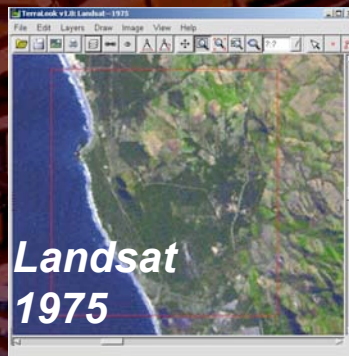 TerraLook v1.0: Landsat--1975
File Edit Layers Draw Image View Help
A A ?:?
Landsat
1975